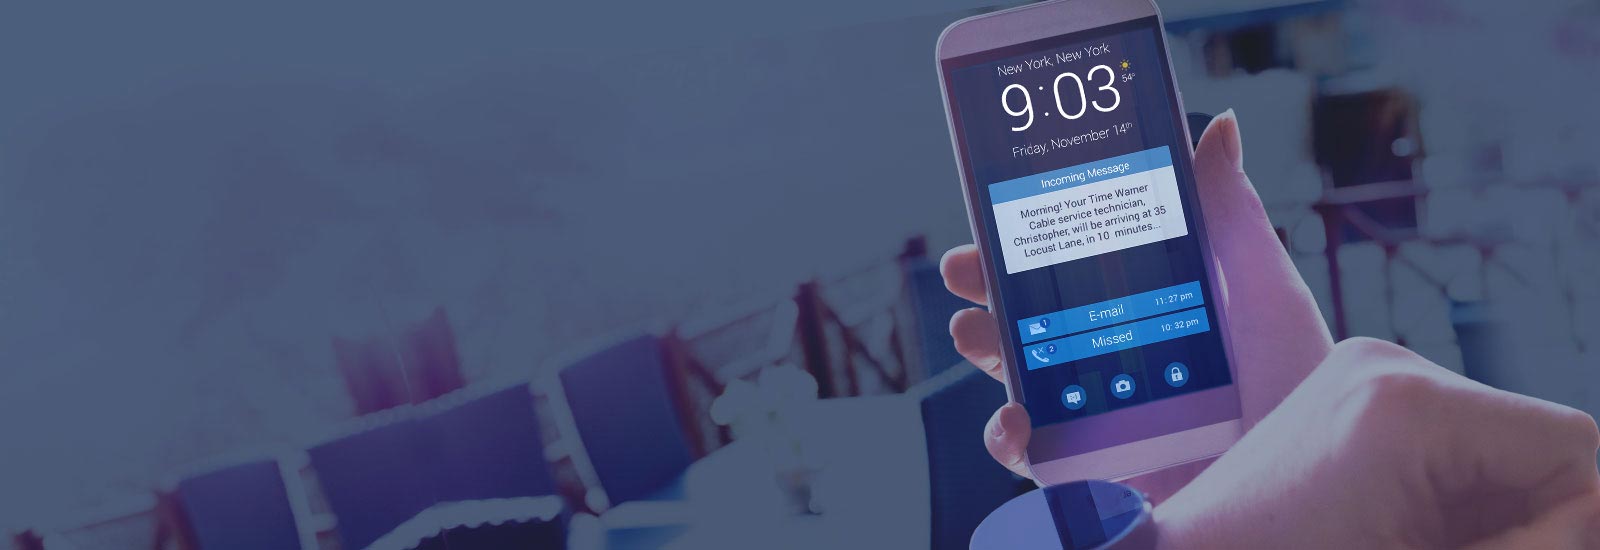 New York, New York
9:03
54°
Friday, November 14th
Incoming Message
Morning! Your Time Warner
Cable service technician,
Christopher, will be arriving at 35
Locust Lane, in 10 minutes...
1 E-mail 11: 27 pm
2 Missed 10: 32 pm